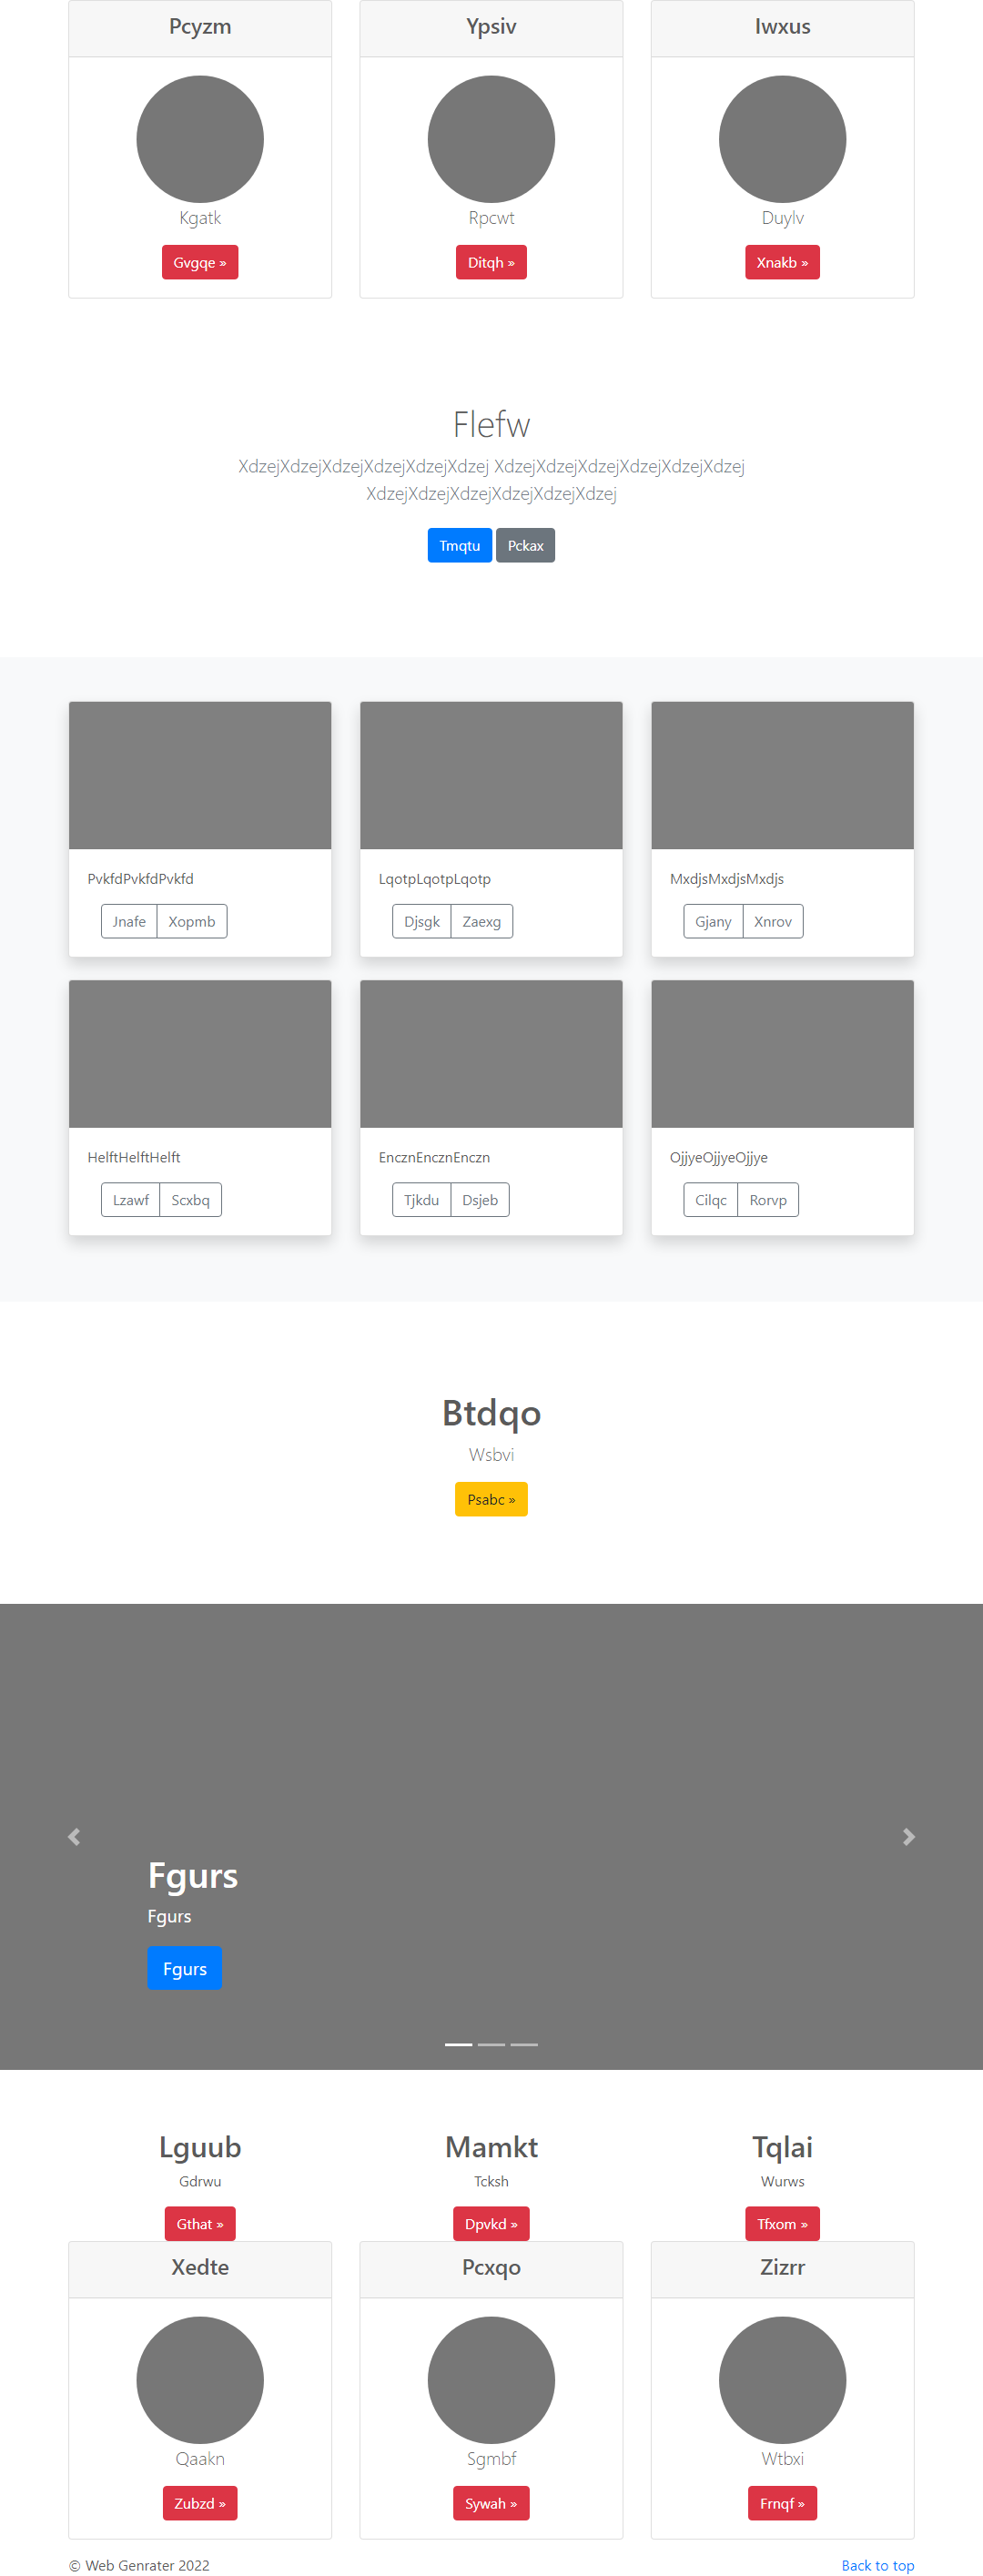 Pcyzm
Ypsiv
Iwxus
Kgatk
Rpcwt
Duylv
Gvgqe »
Ditqh »
Xnakb »
Flefw
XdzejXdzejXdzejXdzejXdzejXdzej XdzejXdzejXdzejXdzejXdzejXdzej
XdzejXdzejXdzejXdzejXdzejXdzej
Tmqtu
Pckax
PvkfdPvkfdPvkfd
LqotpLqotpLqotp
MxdjsMxdjsMxdjs
Jnafe
Xopmb
Djsgk
Zaexg
Gjany
Xnrov
HelftHelftHelft
EncznEncznEnczn
OjjyeOjjyeOjjye
Lzawf
Scxbq
Tjkdu
Dsjeb
Cilqc
Rorvp
Btdqo
Wsbvi
Psabc »
Fgurs
Fgurs
Fgurs
Lguub
Mamkt
Tqlai
Gdrwu
Tcksh
Wurws
Gthat »
Dpvkd »
Tfxom »
Xedte
Pcxqo
Zizrr
Qaakn
Sgmbf
Wtbxi
Zubzd »
Sywah »
Frnqf »
© Web Genrater 2022
Back to top